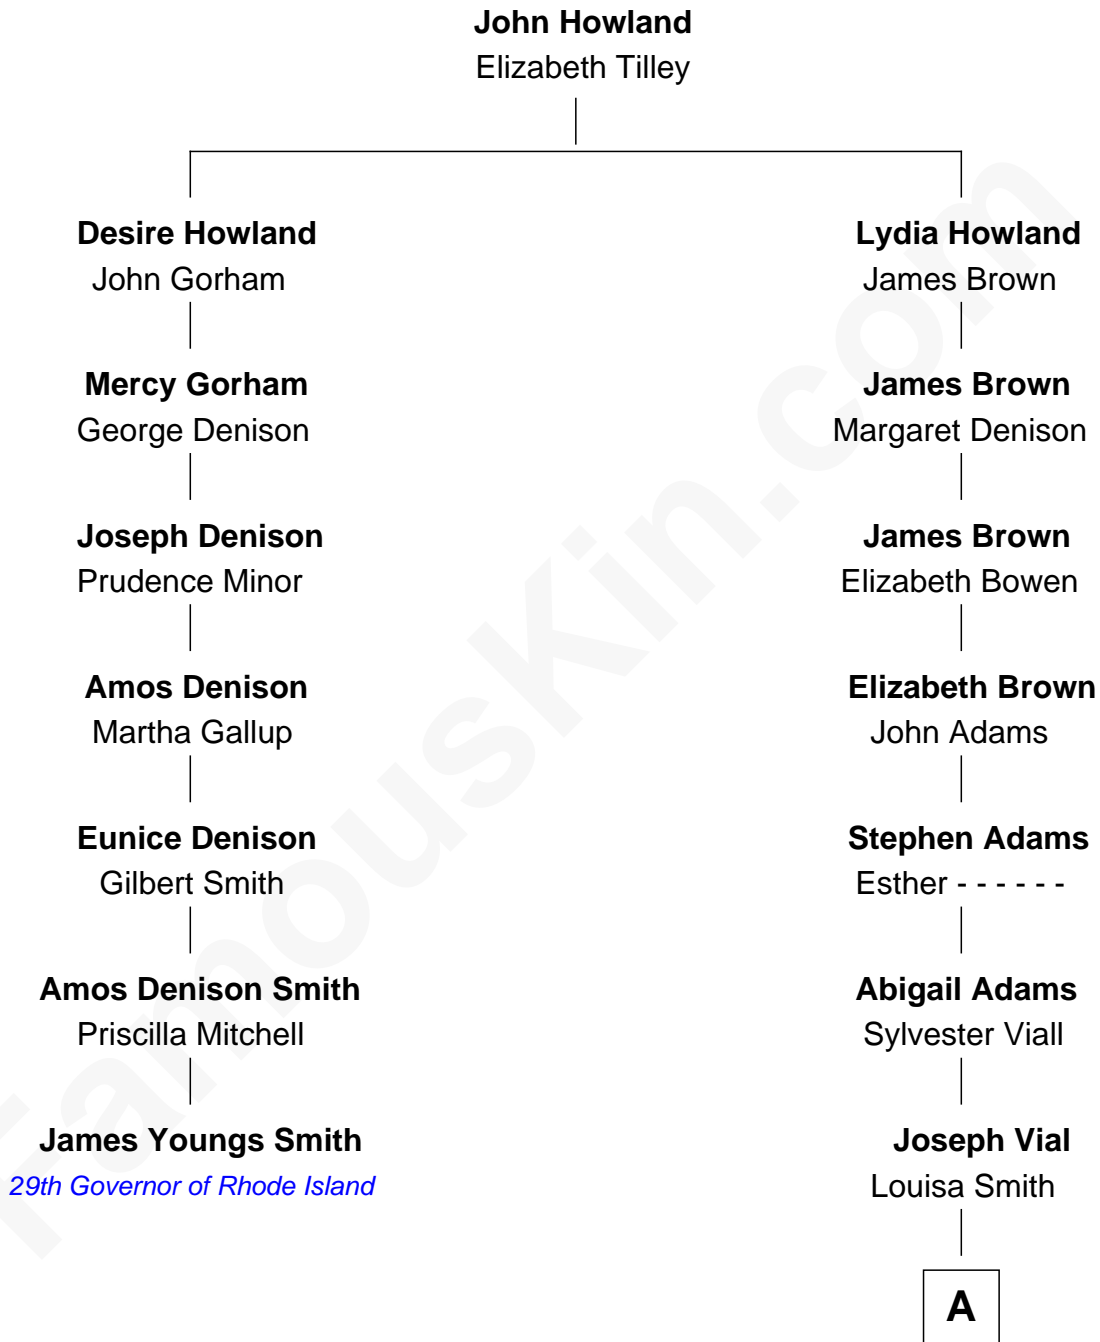 John Howland
Elizabeth Tilley
Desire Howland
John Gorham
Lydia Howland
James Brown
Mercy Gorham
George Denison
James Brown
Margaret Denison
Joseph Denison
Prudence Minor
James Brown
Elizabeth Bowen
Amos Denison
Martha Gallup
Elizabeth Brown
John Adams
Eunice Denison
Gilbert Smith
Stephen Adams
Esther - - - - - -
Amos Denison Smith
Priscilla Mitchell
Abigail Adams
Sylvester Viall
James Youngs Smith
29th Governor of Rhode Island
Joseph Vial
Louisa Smith
A
FamousKin.com